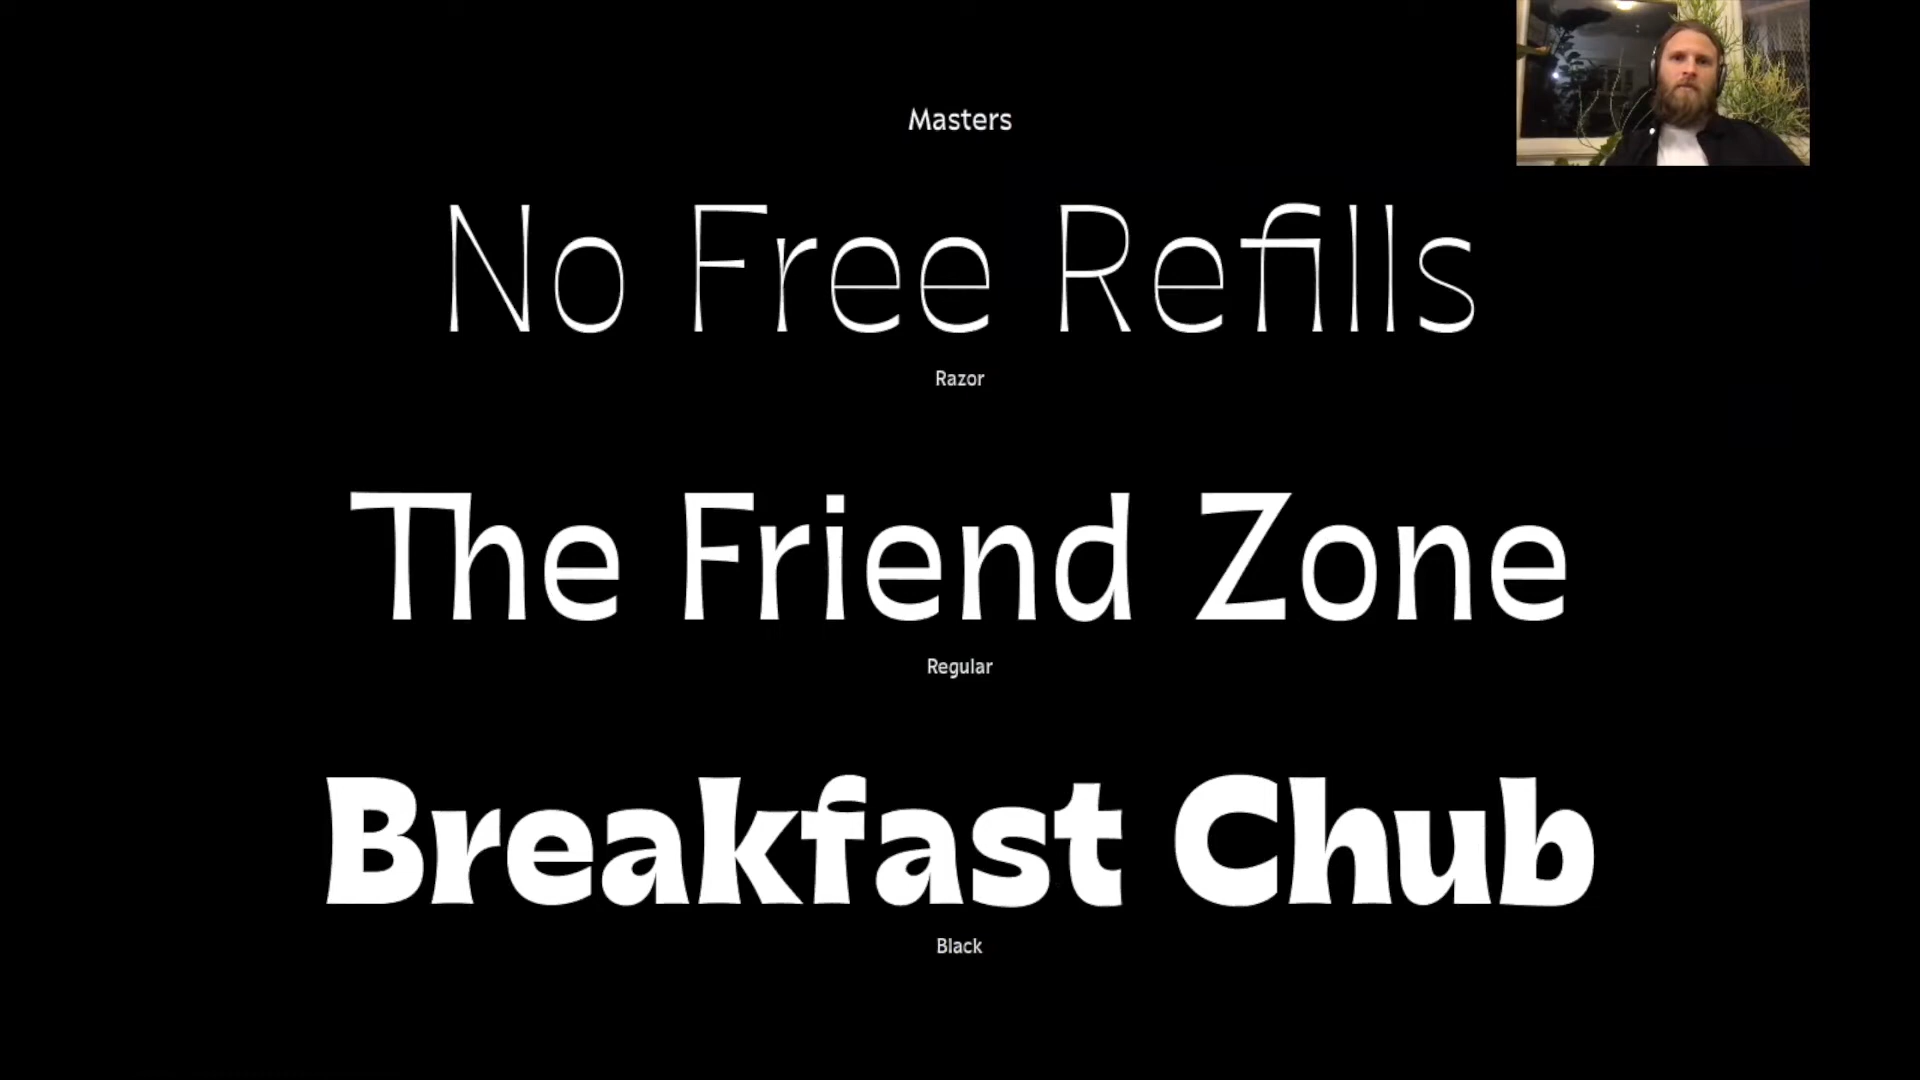 Masters
No Free Refills
Razor
The Friend Zone
Regular
Breakfast Chub
Black